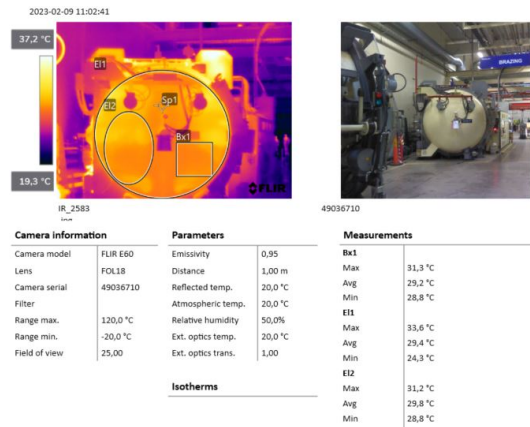 2023-02-09 11:02:41
37,2 °C
El1
El2
Sp1
Bx1
19,3 °C
FLIR
BRAZING
IR_2583
49036710
Camera information
Camera model FLIR E60
Lens FOL18
Camera serial 49036710
Filter
Range max. 120,0 °C
Range min. -20,0 °C
Field of view 25,00
Parameters
Emissivity 0,95
Distance 1,00 m
Reflected temp. 20,0 °C
Atmospheric temp. 20,0 °C
Relative humidity 50,0%
Ext. optics temp. 20,0 °C
Ext. optics trans. 1,00
Isotherms
Measurements
Bx1
Max 31,3 °C
Avg 29,2 °C
Min 28,8 °C
El1
Max 33,6 °C
Avg 29,4 °C
Min 24,3 °C
El2
Max 31,2 °C
Avg 29,8 °C
Min 28,8 °C